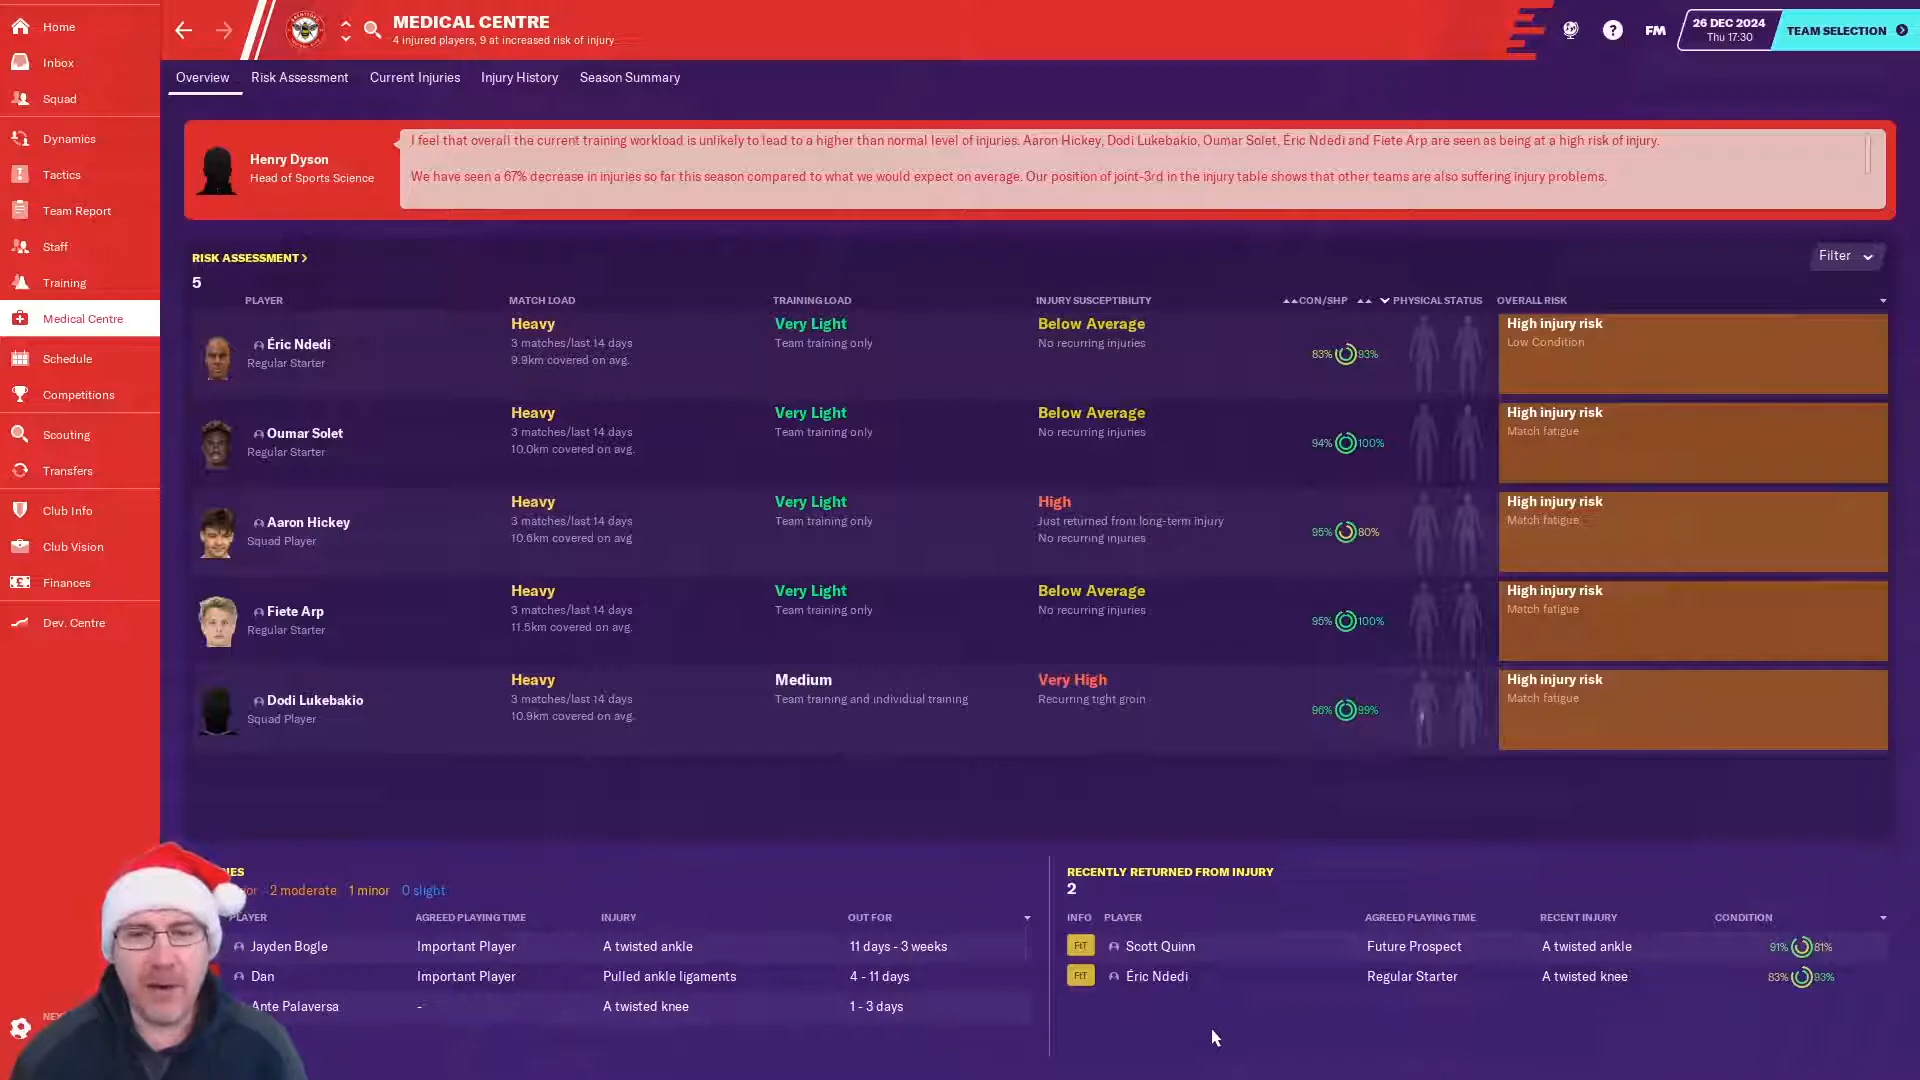 Home
Inbox
Squad
Dynamics
Tactics
Team Report
Staff
Training
Medical Centre
Schedule
Competitions
Scouting
Transfers
Club Info
Club Vision
Finances
Dev. Centre
MEDICAL CENTRE
4 injured players, 9 at increased risk of injury
FM
26 DEC 2024
Thu 17:30
TEAM SELECTION
Overview Risk Assessment Current Injuries Injury History Season Summary
Henry Dyson
Head of Sports Science
I feel that overall the current training workload is unlikely to lead to a higher than normal level of injuries. Aaron Hickey, Dodi Lukebakio, Oumar Solet, Éric Ndedi and Fiete Arp are seen as being at a high risk of injury.
We have seen a 67% decrease in injuries so far this season compared to what we would expect on average. Our position of joint-3rd in the injury table shows that other teams are also suffering injury problems.
RISK ASSESSMENT >
5
Filter
PLAYER MATCH LOAD TRAINING LOAD INJURY SUSCEPTIBILITY CON/SHP PHYSICAL STATUS OVERALL RISK
Heavy Very Light Below Average High injury risk
Éric Ndedi 3 matches/last 14 days Team training only No recurring injuries 83% 93% Low Condition
Regular Starter 9.9km covered on avg.
Heavy Very Light Below Average High injury risk
Oumar Solet 3 matches/last 14 days Team training only No recurring injuries 94% 100% Match fatigue
Regular Starter 10.0km covered on avg.
Heavy Very Light High High injury risk
Aaron Hickey 3 matches/last 14 days Team training only Just returned from long-term injury 95% 80% Match fatigue
Squad Player 10.6km covered on avg No recurring injuries
Heavy Very Light Below Average High injury risk
Fiete Arp 3 matches/last 14 days Team training only No recurring injuries 95% 100% Match fatigue
Regular Starter 11.5km covered on avg.
Heavy Medium Very High High injury risk
Dodi Lukebakio 3 matches/last 14 days Team training and individual training Recurring tight groin 96% 99% Match fatigue
Squad Player 10.9km covered on avg.
2 moderate 1 minor 0 slight
PLAYER AGREED PLAYING TIME INJURY OUT FOR
Jayden Bogle Important Player A twisted ankle 11 days - 3 weeks
Dan Important Player Pulled ankle ligaments 4 - 11 days
Ante Palaversa - A twisted knee 1 - 3 days
RECENTLY RETURNED FROM INJURY
2
INFO PLAYER AGREED PLAYING TIME RECENT INJURY CONDITION
FtT Scott Quinn Future Prospect A twisted ankle 91% 81%
FtT Éric Ndedi Regular Starter A twisted knee 83% 93%